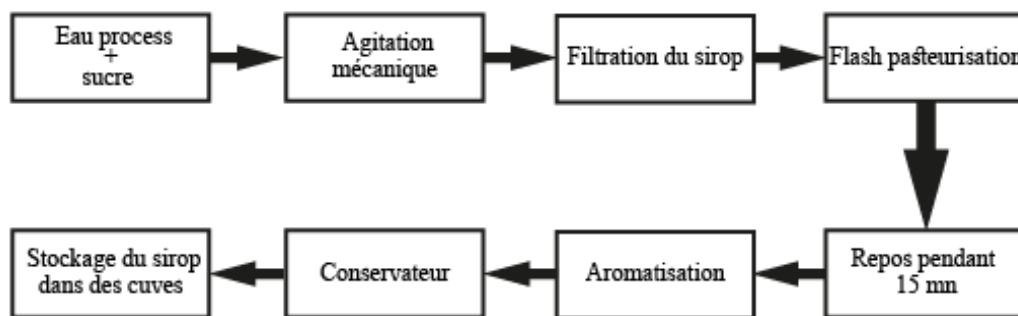 Eau process
+
sucre
Agitation
mécanique
Filtration du sirop
Flash pasteurisation
Repos pendant
15 mn
Aromatisation
Conservateur
Stockage du sirop
dans des cuves